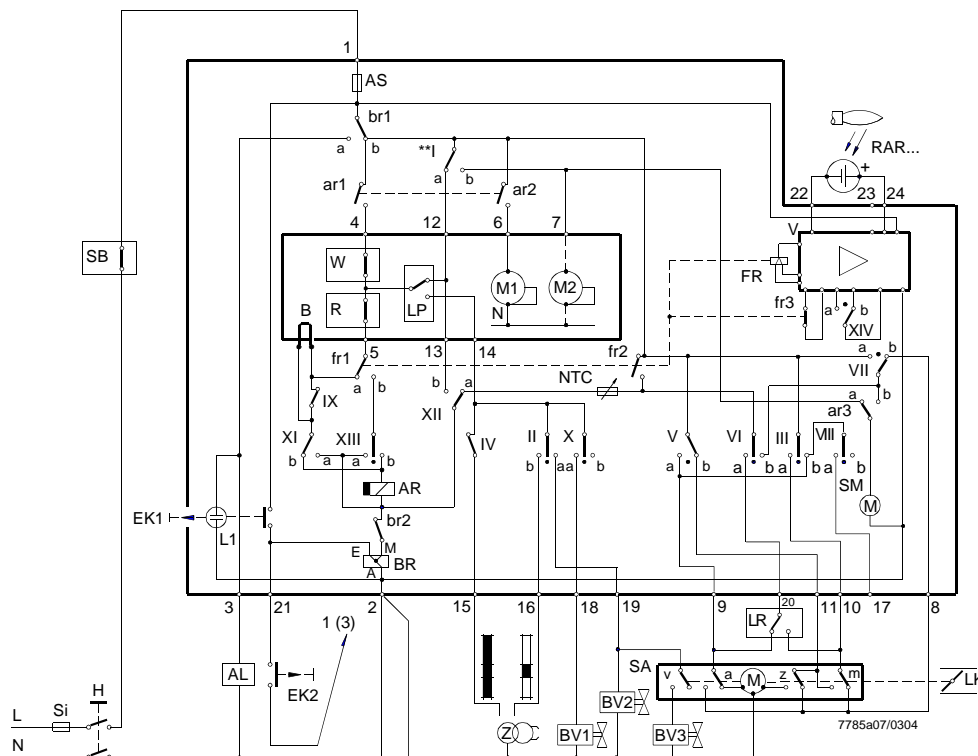 1
AS
br1
a b
**I
a b
RAR...
+
22 23 24
ar1
ar2
4 12 6 7
V
SB
W
R
LP
M1
M2
N
FR
fr3
a b
XIV
B
fr1
5 13 14
fr2
a b
VII
NTC
a b
IX
b a
XII
a b
ar3
XI
XIII
IV
II
X
V
VI
III
VIII
b a a b
b a a b
a b
a b
a b
a b
AR
SM
M
EK1
L1
br2
E M
BR
A
3 21 2 15 16 18 19 9 20 11 10 17 8
1 (3)
LR
AL
EK2
SA
v a M z m
LK
H
L
Si
N
Z
BV1
BV2
BV3
7785a07/0304